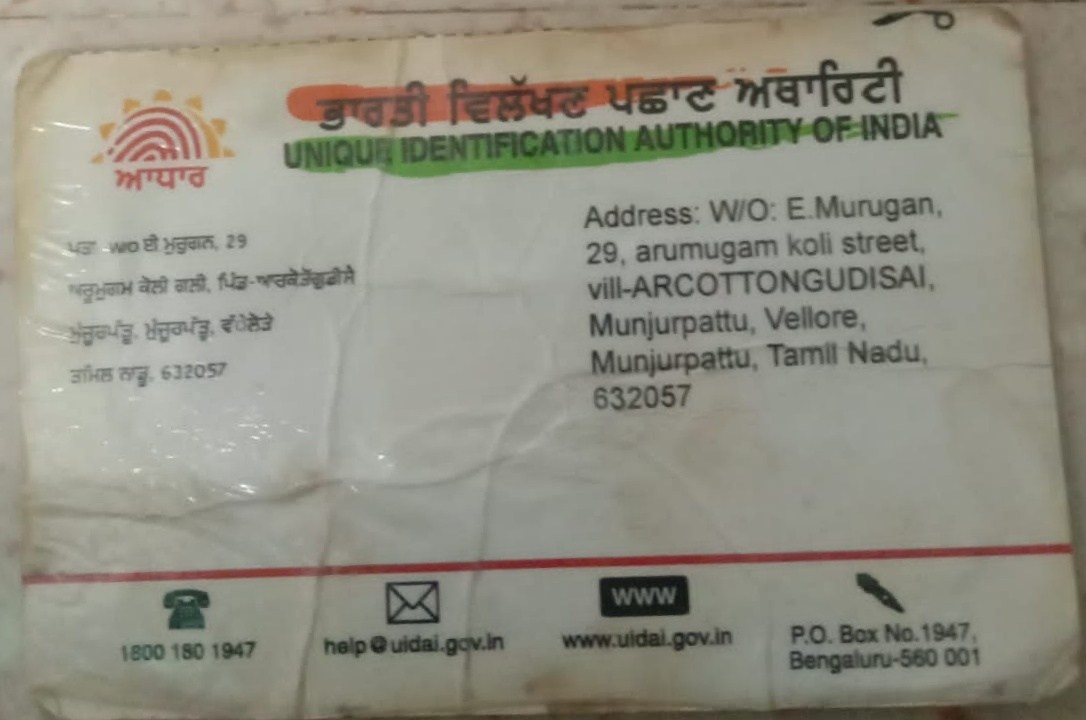 ਭਾਰਤੀ ਵਿਲੱਖਣ ਪਛਾਣ ਅਥਾਰਿਟੀ
UNIQUE IDENTIFICATION AUTHORITY OF INDIA
ਆਧਾਰ
ਪਤਾ W/O ਈ ਮੁਰੁਗਨ, 29
ਅਰੂਮੁਗਮ ਕੋਲੀ ਗਲੀ, ਪਿੰਡ-ਆਰਕੋਤੋਂਗੁਡੀਸੇ
ਮੁੰਜੂਰਪੱਤੂ, ਮੁੰਜੂਰਪੱਤੂ,
ਤਮਿਲ ਨਾਡੂ, 632057
Address: W/O: E.Murugan,
29, arumugam koli street,
vill-ARCOTTONGUDISAI,
Munjurpattu, Vellore,
Munjurpattu, Tamil Nadu,
632057
1800 180 1947
help@uidai.gov.in
WWW
www.uidai.gov.in
P.O. Box No.1947,
Bengaluru-560 001